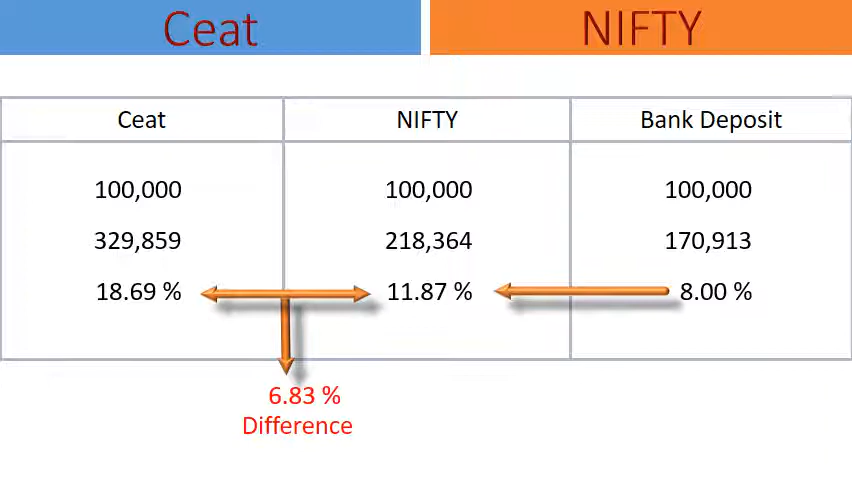 Ceat NIFTY
Ceat NIFTY Bank Deposit
100,000 100,000 100,000
329,859 218,364 170,913
18.69 % 11.87 % 8.00 %
6.83 %
Difference